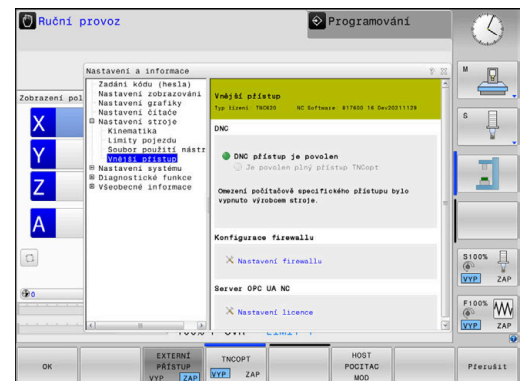 Ruční provoz
Programování
Nastavení a informace
Zobrazení pol
X
Y
Z
A
Zadání kódu (hesla)
Nastavení zobrazování
Nastavení grafiky
Nastavení čítače
Nastavení stroje
Kinematika
Limity pojezdu
Soubor použití nástr
Vnější přístup
Nastavení systému
Diagnostické funkce
Všeobecné informace
Vnější přístup
Typ řízení: TNC620 NC Software: 817600 16 Dev20211129
DNC
DNC přístup je povolen
Je povolen plný přístup TNCopt
Omezení počítačově specifického přístupu bylo
vypnuto výrobcem stroje.
Konfigurace firewallu
Nastavení firewallu
Server OPC UA NC
Nastavení licence
0
M
S
S100%
VYP ZAP
F100%
VYP ZAP
OK
EXTERNÍ
PŘÍSTUP
VYP ZAP
TNCOPT
VYP ZAP
HOST
POCITAC
MOD
Přerušit